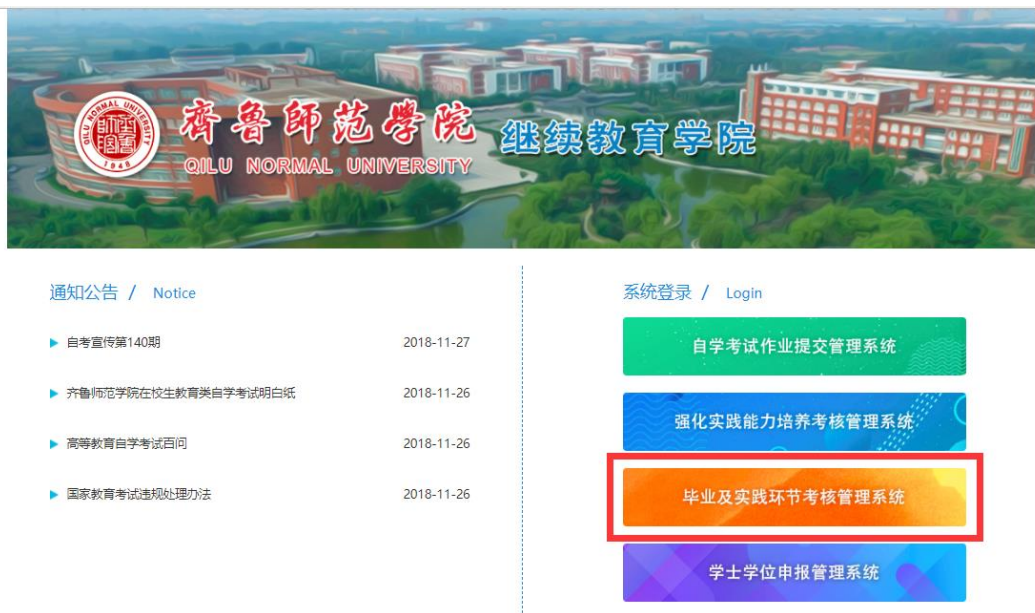 QILU NORMAL UNIVERSITY
1948
齊魯師范學院
QILU NORMAL UNIVERSITY
继续教育学院
通知公告 / Notice
自考宣传第140期 2018-11-27
齐鲁师范学院在校生教育类自学考试明白纸 2018-11-26
高等教育自学考试百问 2018-11-26
国家教育考试违规处理办法 2018-11-26
系统登录 / Login
自学考试作业提交管理系统
强化实践能力培养考核管理系统
毕业及实践环节考核管理系统
学士学位申报管理系统